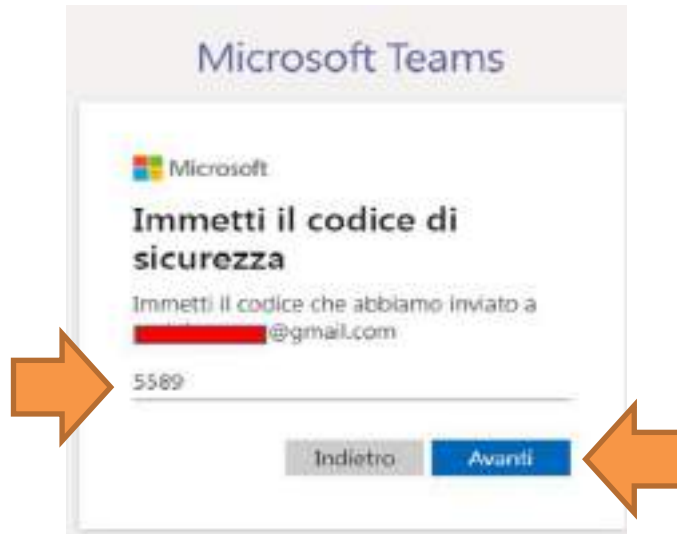 Microsoft Teams
Microsoft
Immetti il codice di
sicurezza
Immetti il codice che abbiamo inviato a
@gmail.com
5589
Indietro Avanti